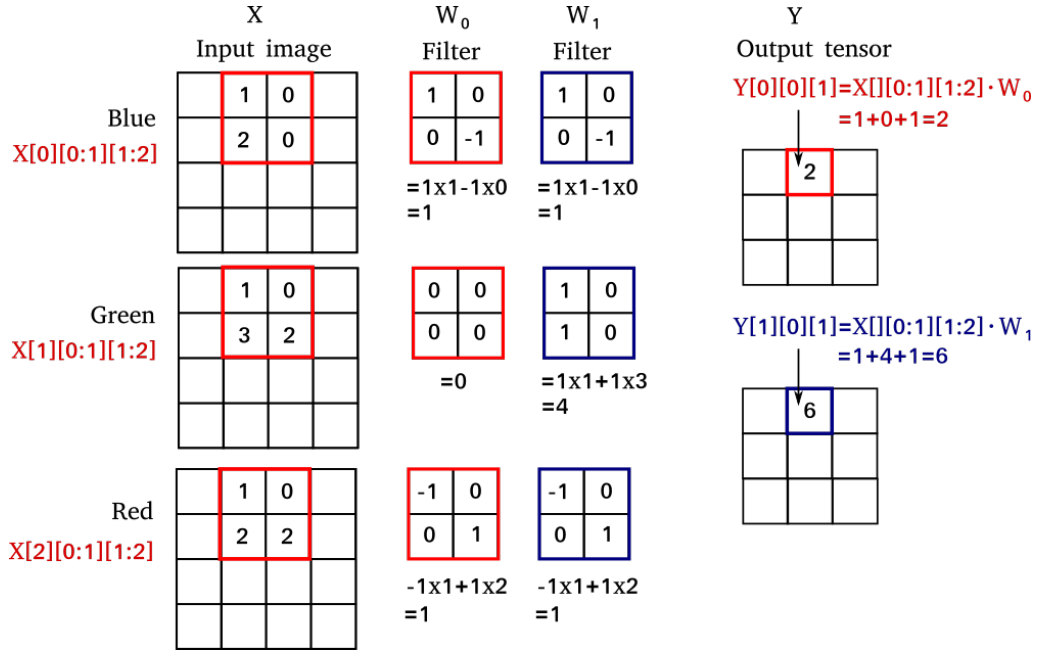 X
Input image
W₀
Filter
W₁
Filter
Y
Output tensor
Blue
X[0][0:1][1:2]
1 0
2 0
1 0
0 -1
=1x1-1x0
=1
1 0
0 -1
=1x1-1x0
=1
Y[0][0][1]=X[][0:1][1:2]·W₀
=1+0+1=2
2
Green
X[1][0:1][1:2]
1 0
3 2
0 0
0 0
=0
1 0
1 0
=1x1+1x3
=4
Y[1][0][1]=X[][0:1][1:2]·W₁
=1+4+1=6
6
Red
X[2][0:1][1:2]
1 0
2 2
-1 0
0 1
-1x1+1x2
=1
-1 0
0 1
-1x1+1x2
=1